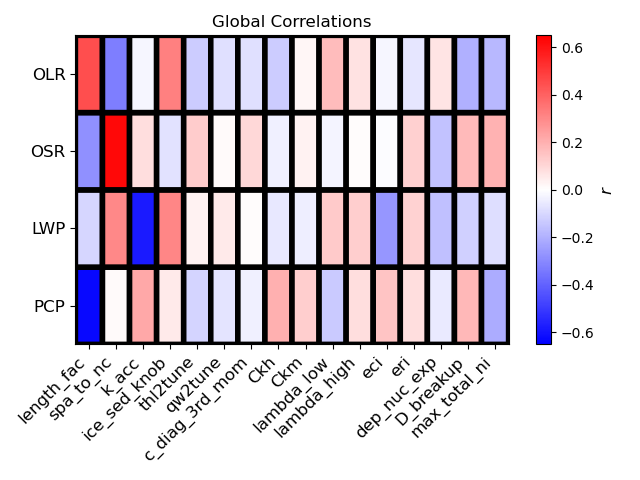 Global Correlations
OLR
OSR
LWP
PCP
length_fac
spa_to_nc
k_acc
ice_sed_knob
thl2tune
qw2tune
c_diag_3rd_mom
Ckh
Ckm
lambda_low
lambda_high
eci
eri
dep_nuc_exp
D_breakup
max_total_ni
0.6
0.4
0.2
0.0
−0.2
−0.4
−0.6
r